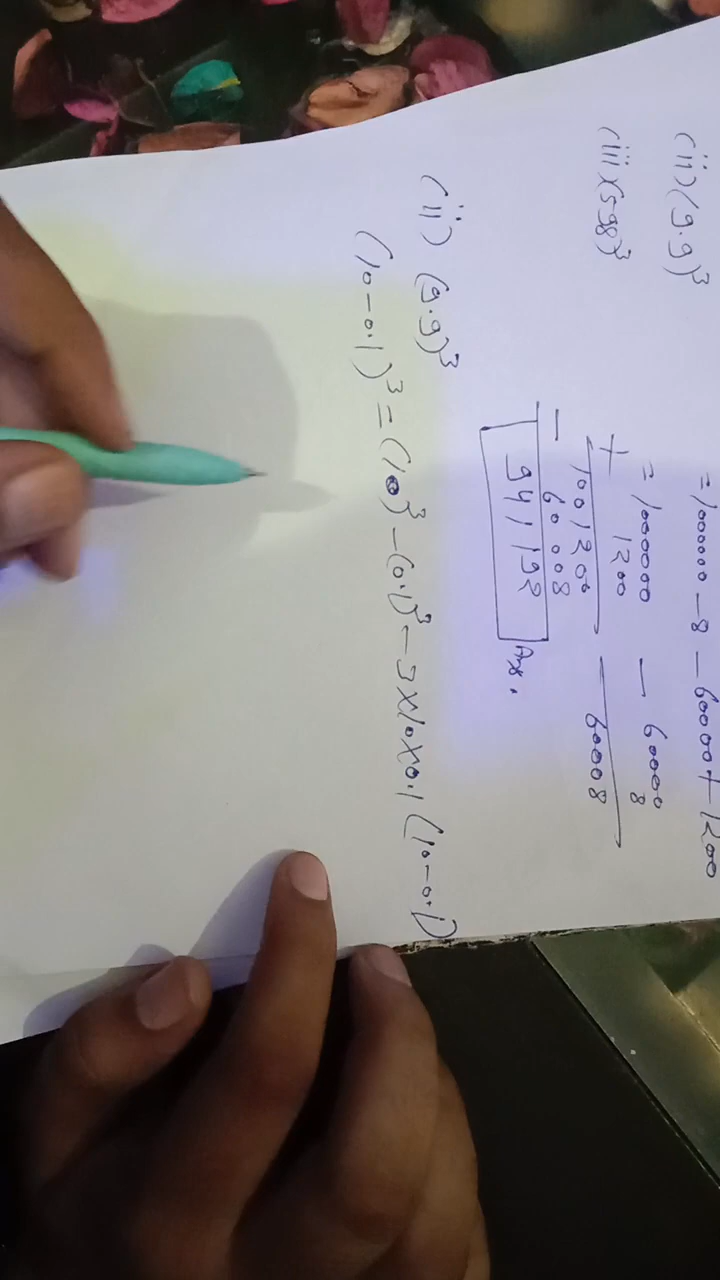 = 1000000 - 8 - 60000 + 1200
(ii) (9.9)³
= 1000000 - 60000
(iii) (598)³
+ 1200 8
1001200 - 60008
- 60008
941192 Ans.
(ii) (9.9)³
(10 - 0.1)³ = (10)³ - (0.1)³ - 3×10×0.1 (10 - 0.1)